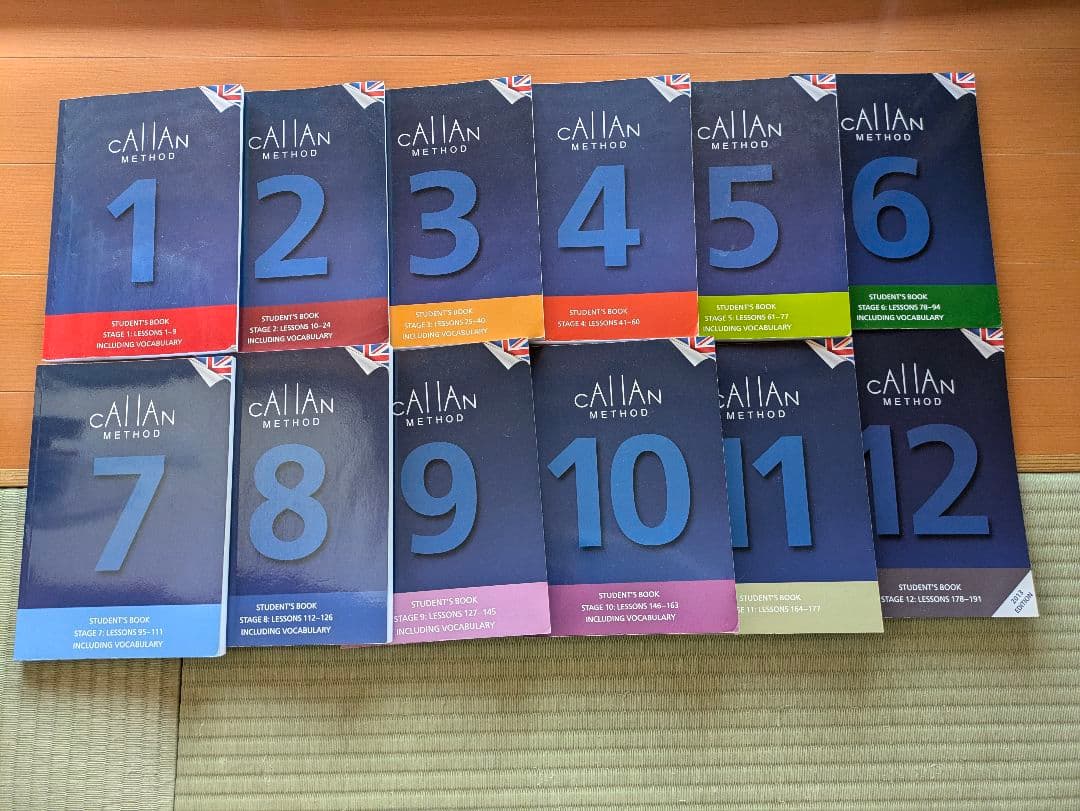 CALLAN
METHOD
1
STUDENT'S BOOK
STAGE 1: LESSONS 1–9
INCLUDING VOCABULARY
CALLAN
METHOD
2
STUDENT'S BOOK
STAGE 2: LESSONS 10–24
INCLUDING VOCABULARY
CALLAN
METHOD
3
STUDENT'S BOOK
STAGE 3: LESSONS 25–40
INCLUDING VOCABULARY
CALLAN
METHOD
4
STUDENT'S BOOK
STAGE 4: LESSONS 41–60
CALLAN
METHOD
5
STUDENT'S BOOK
STAGE 5: LESSONS 61–77
INCLUDING VOCABULARY
CALLAN
METHOD
6
STUDENT'S BOOK
STAGE 6: LESSONS 78–94
INCLUDING VOCABULARY
CALLAN
METHOD
7
STUDENT'S BOOK
STAGE 7: LESSONS 95–111
INCLUDING VOCABULARY
CALLAN
METHOD
8
STUDENT'S BOOK
STAGE 8: LESSONS 112–126
INCLUDING VOCABULARY
CALLAN
METHOD
9
STUDENT'S BOOK
STAGE 9: LESSONS 127–145
INCLUDING VOCABULARY
CALLAN
METHOD
10
STUDENT'S BOOK
STAGE 10: LESSONS 146–163
INCLUDING VOCABULARY
CALLAN
METHOD
11
STUDENT'S BOOK
E 11: LESSONS 164–177
CALLAN
METHOD
12
STUDENT'S BOOK
STAGE 12: LESSONS 178–191
2013
EDITION